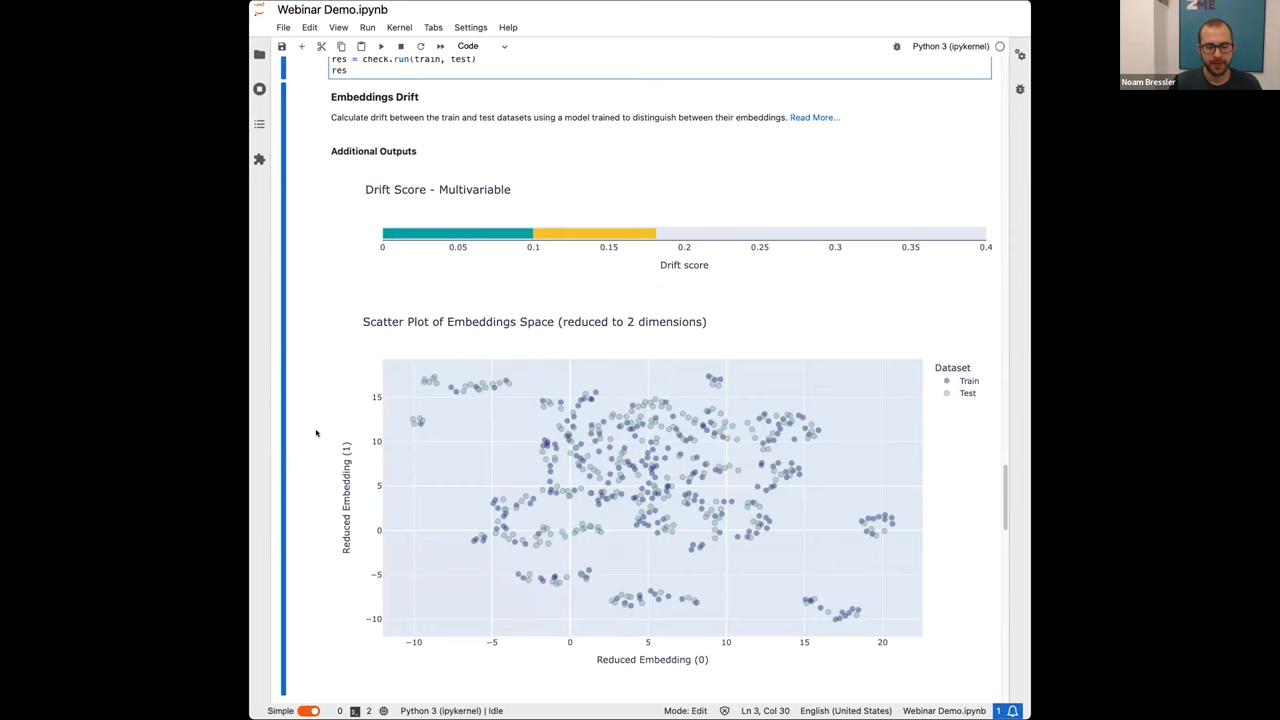 Webinar Demo.ipynb
File Edit View Run Kernel Tabs Settings Help
Code
Python 3 (ipykernel)
res = check.run(train, test)
res
Embeddings Drift
Calculate drift between the train and test datasets using a model trained to distinguish between their embeddings. Read More...
Additional Outputs
Drift Score - Multivariable
0 0.05 0.1 0.15 0.2 0.25 0.3 0.35 0.4
Drift score
Scatter Plot of Embeddings Space (reduced to 2 dimensions)
Dataset
Train
Test
15
10
5
0
−5
−10
Reduced Embedding (1)
−10 −5 0 5 10 15 20
Reduced Embedding (0)
Simple 0 2 Python 3 (ipykernel) | Idle Mode: Edit Ln 3, Col 30 English (United States) Webinar Demo.ipynb 1
ME
Noam Bressler